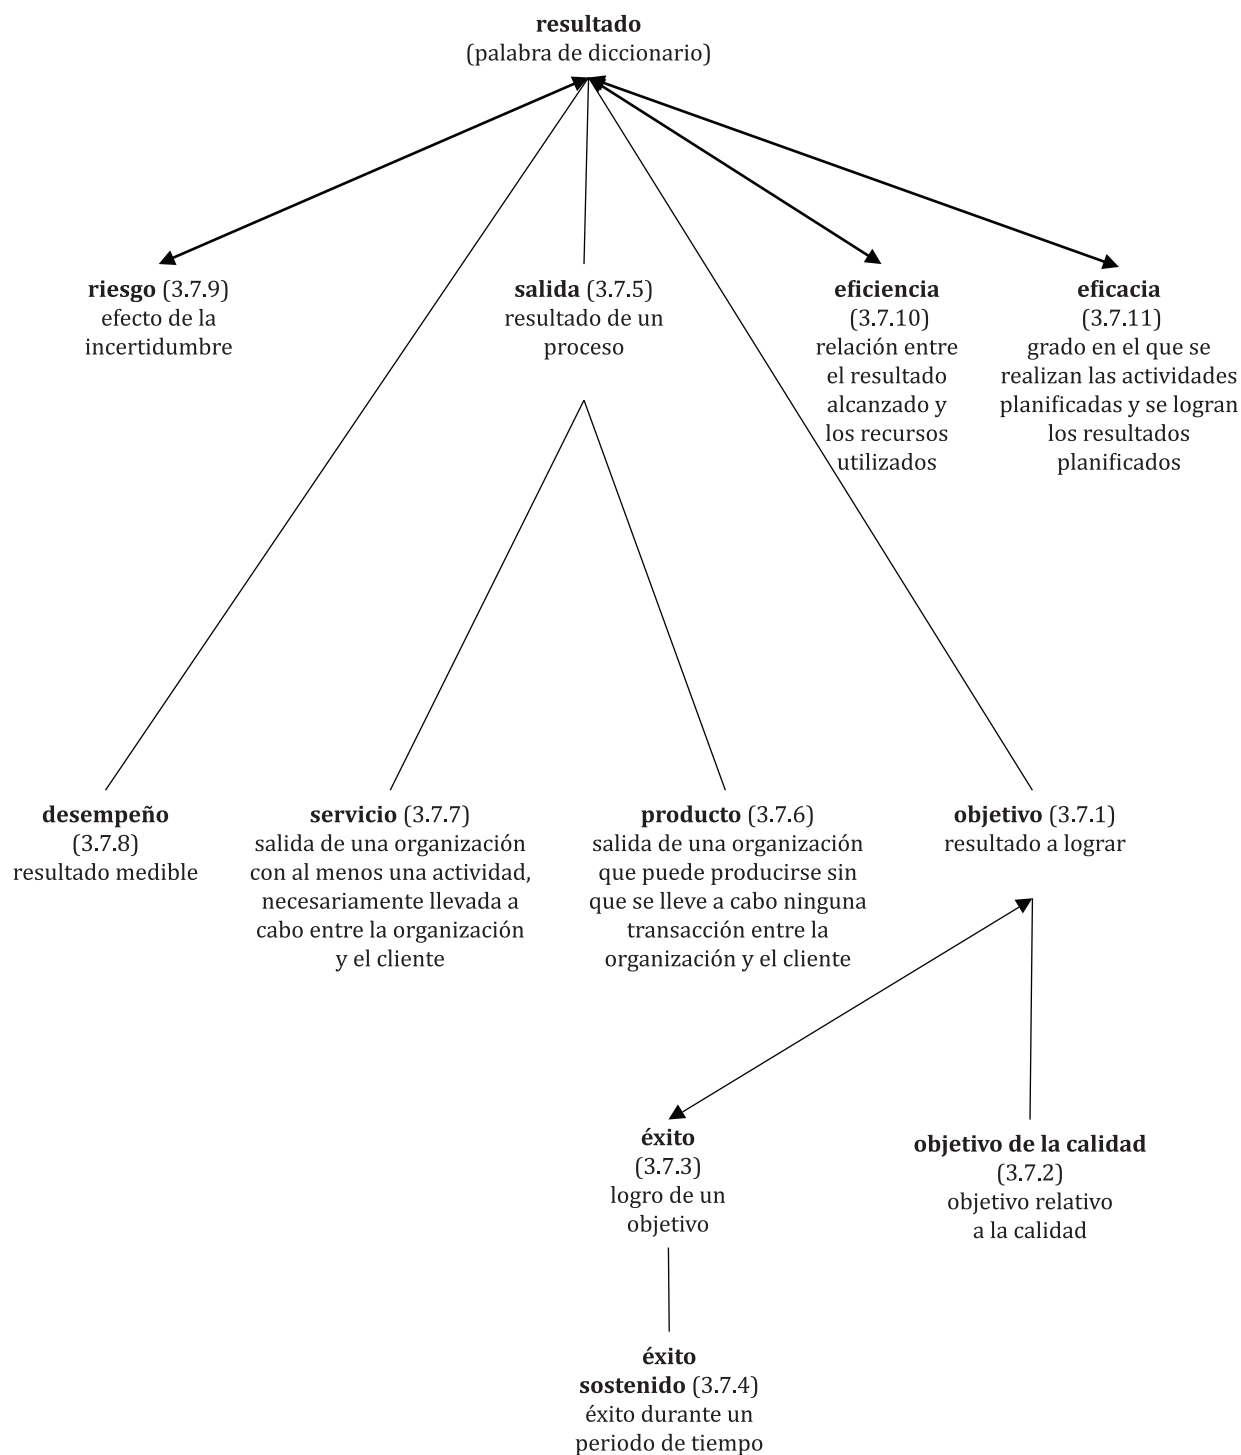 resultado
(palabra de diccionario)
riesgo (3.7.9)
efecto de la
incertidumbre
salida (3.7.5)
resultado de un
proceso
eficiencia
(3.7.10)
relación entre
el resultado
alcanzado y
los recursos
utilizados
eficacia
(3.7.11)
grado en el que se
realizan las actividades
planificadas y se logran
los resultados
planificados
desempeño
(3.7.8)
resultado medible
servicio (3.7.7)
salida de una organización
con al menos una actividad,
necesariamente llevada a
cabo entre la organización
y el cliente
producto (3.7.6)
salida de una organización
que puede producirse sin
que se lleve a cabo ninguna
transacción entre la
organización y el cliente
objetivo (3.7.1)
resultado a lograr
éxito
(3.7.3)
logro de un
objetivo
objetivo de la calidad
(3.7.2)
objetivo relativo
a la calidad
éxito
sostenido (3.7.4)
éxito durante un
periodo de tiempo